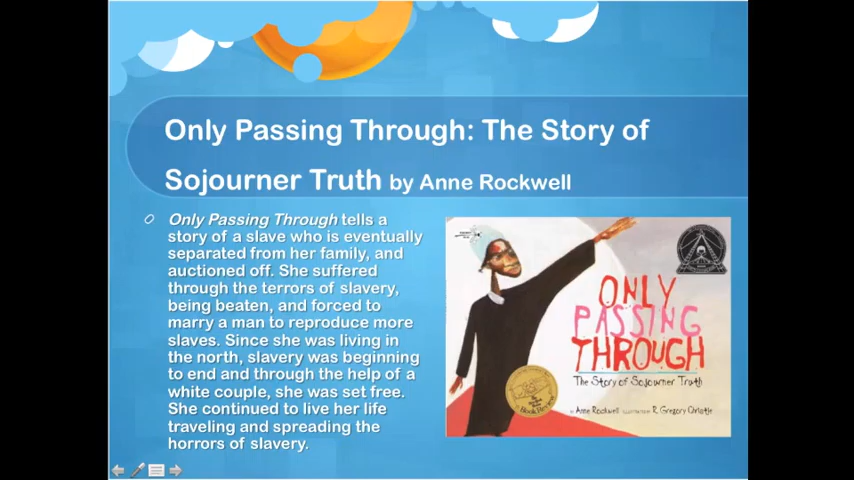 Only Passing Through: The Story of
Sojourner Truth by Anne Rockwell
Only Passing Through tells a
story of a slave who is eventually
separated from her family, and
auctioned off. She suffered
through the terrors of slavery,
being beaten, and forced to
marry a man to reproduce more
slaves. Since she was living in
the north, slavery was beginning
to end and through the help of a
white couple, she was set free.
She continued to live her life
traveling and spreading the
horrors of slavery.
ONLY
PASSING
THROUGH
The Story of Sojourner Truth
Anne Rockwell
R. Gregory Christie
Book Review